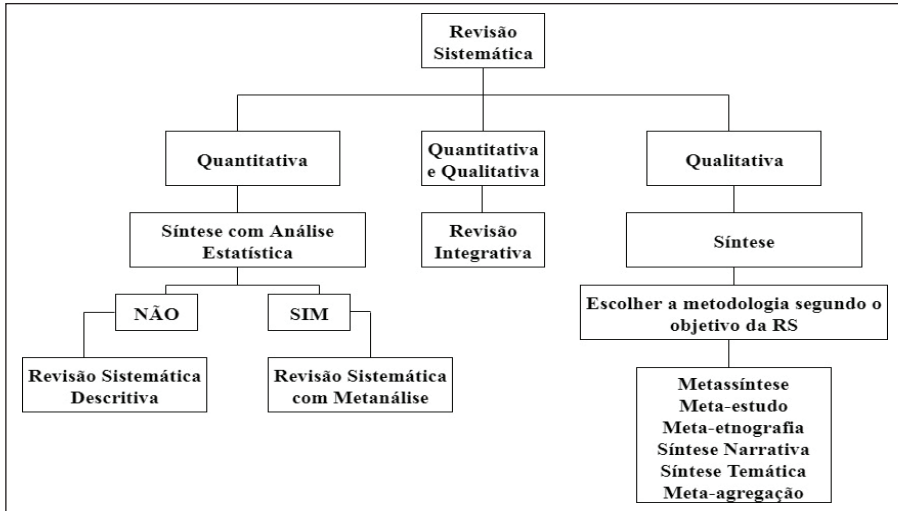 Revisão
Sistemática
Quantitativa
Quantitativa
e Qualitativa
Qualitativa
Síntese com Análise
Estatística
Revisão
Integrativa
Síntese
NÃO
SIM
Escolher a metodologia segundo o
objetivo da RS
Revisão Sistemática
Descritiva
Revisão Sistemática
com Metanálise
Metassíntese
Meta-estudo
Meta-etnografia
Síntese Narrativa
Síntese Temática
Meta-agregação